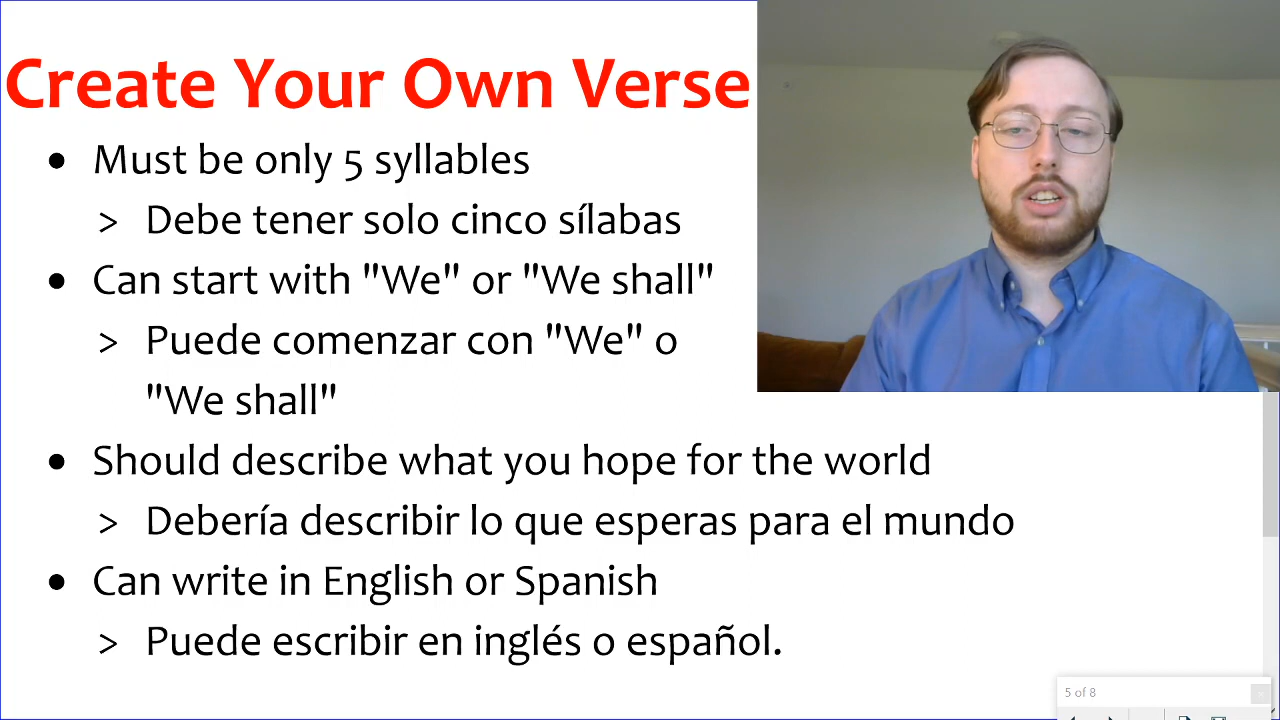 Create Your Own Verse
• Must be only 5 syllables
> Debe tener solo cinco sílabas
• Can start with "We" or "We shall"
> Puede comenzar con "We" o
"We shall"
• Should describe what you hope for the world
> Debería describir lo que esperas para el mundo
• Can write in English or Spanish
> Puede escribir en inglés o español.
5 of 8